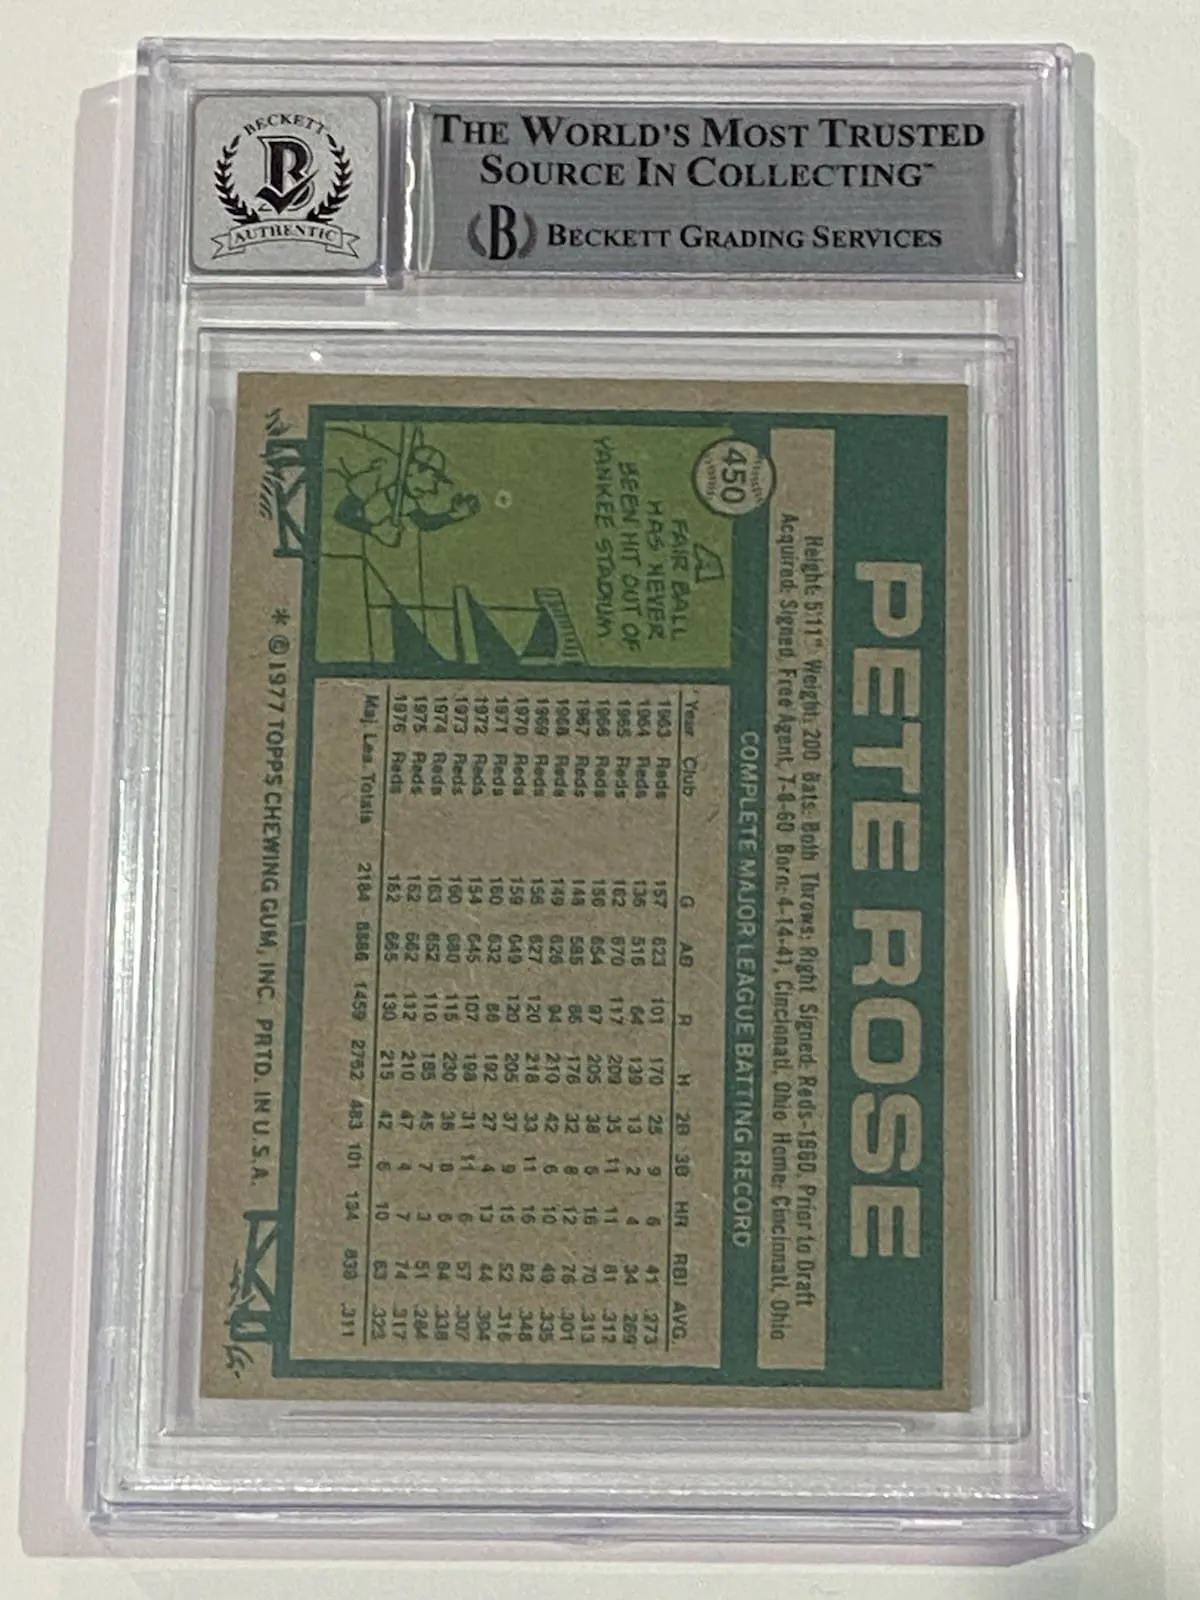 BECKETT
B
AUTHENTIC
THE WORLD'S MOST TRUSTED
SOURCE IN COLLECTING™
B BECKETT GRADING SERVICES
PETE ROSE
Height: 5'11" Weight: 200 Bats: Both Throws: Right Signed: Reds-1960, Prior to Draft
Acquired: Signed, Free Agent, 7-8-60 Born: 4-14-41, Cincinnati, Ohio Home: Cincinnati, Ohio
450
A
FAIR BALL
HAS NEVER
BEEN HIT OUT OF
YANKEE STADIUM.
COMPLETE MAJOR LEAGUE BATTING RECORD
Year Club G AB R H 2B 3B HR RBI AVG.
1963 Reds 157 623 101 170 25 9 6 41 .273
1964 Reds 136 516 64 139 13 2 4 34 .269
1965 Reds 162 670 117 209 35 11 11 81 .312
1966 Reds 156 654 97 205 38 5 16 70 .313
1967 Reds 148 585 86 176 32 8 12 76 .301
1968 Reds 149 626 94 210 42 6 10 49 .335
1969 Reds 156 627 120 218 33 11 16 82 .348
1970 Reds 159 649 120 205 37 9 15 52 .316
1971 Reds 160 632 86 192 27 4 13 44 .304
1972 Reds 154 645 107 198 31 11 6 57 .307
1973 Reds 160 680 115 230 36 8 5 64 .338
1974 Reds 163 652 110 185 45 7 3 51 .284
1975 Reds 162 662 112 210 47 4 7 74 .317
1976 Reds 162 665 130 215 42 6 10 63 .323
Maj. Lea. Totals 2184 8886 1459 2762 483 101 134 838 .311
* © 1977 TOPPS CHEWING GUM, INC. PRTD. IN U.S.A.